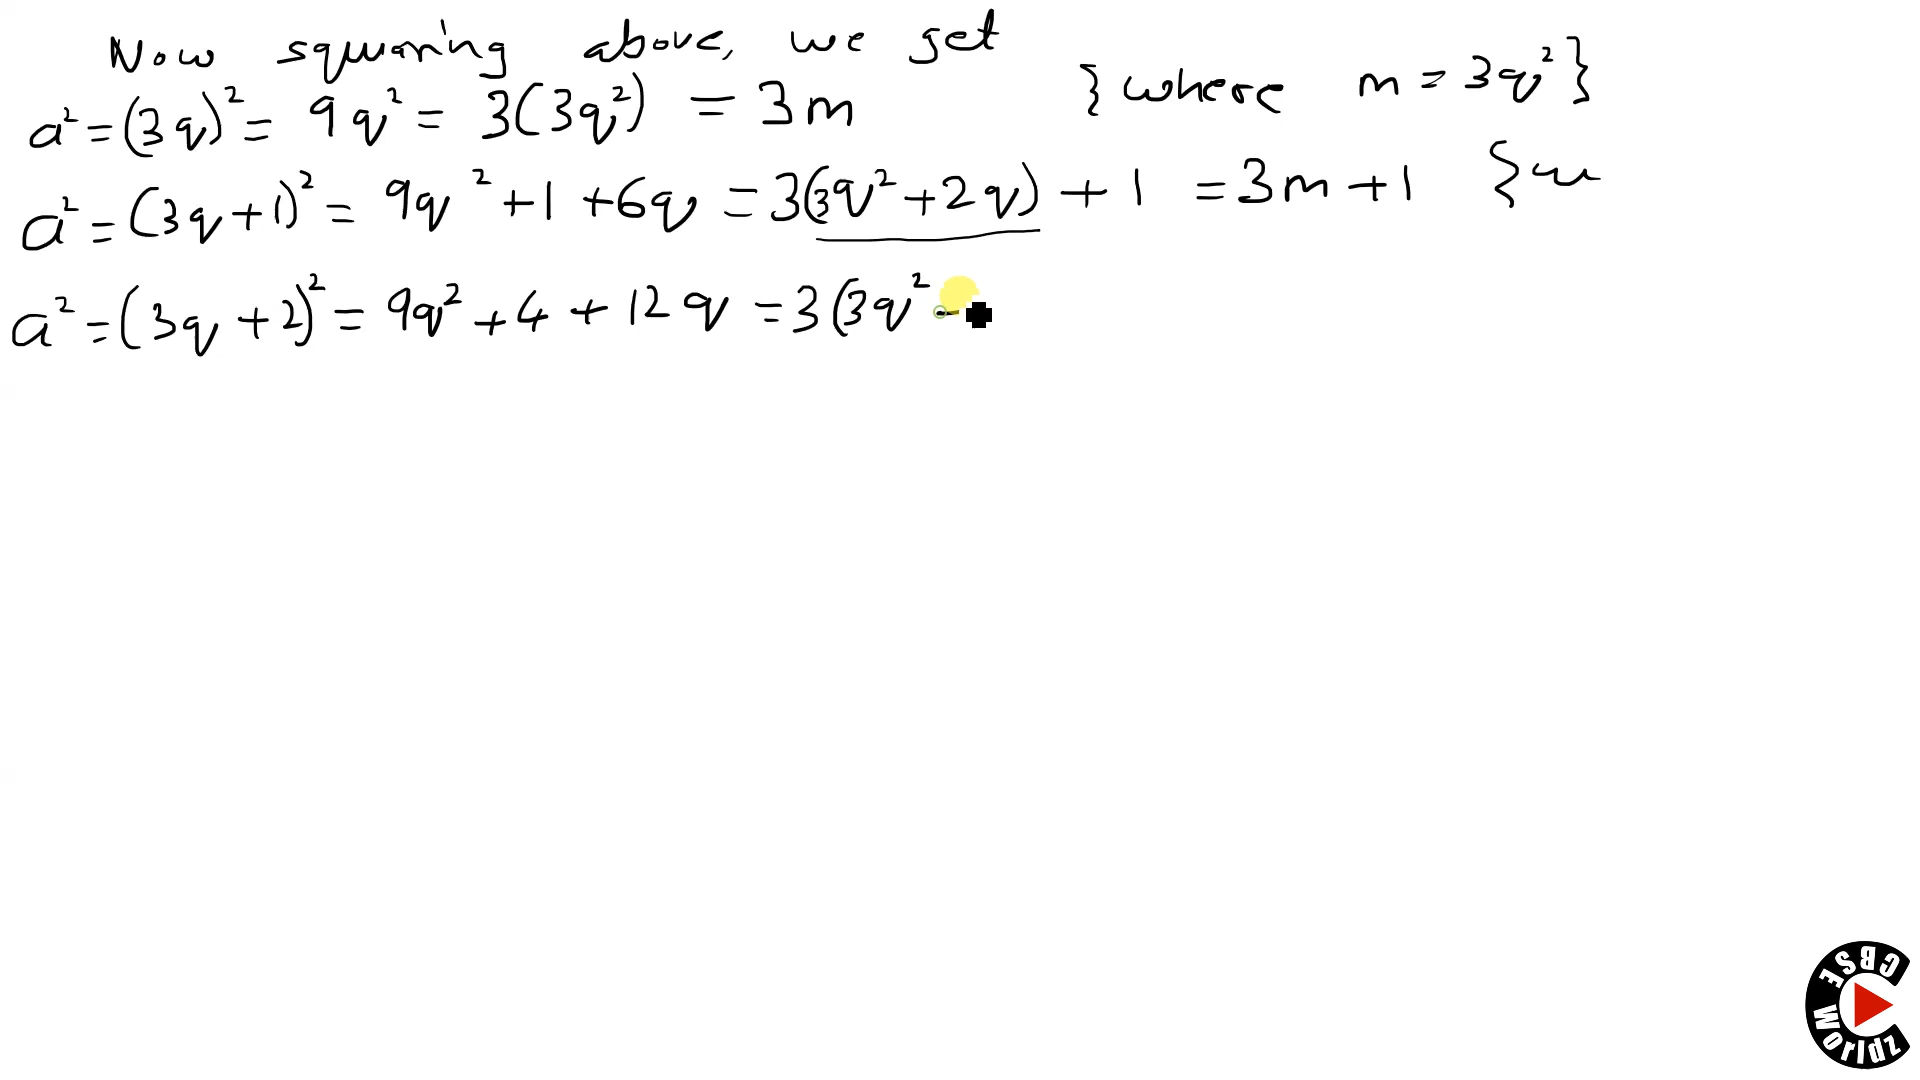 Now squaring above, we get
a² = (3q)² = 9q² = 3(3q²) = 3m {where m = 3q²}
a² = (3q+1)² = 9q² + 1 + 6q = 3(3q² + 2q) + 1 = 3m + 1 {w
a² = (3q + 2)² = 9q² + 4 + 12q = 3(3q²
CBSE Worldz